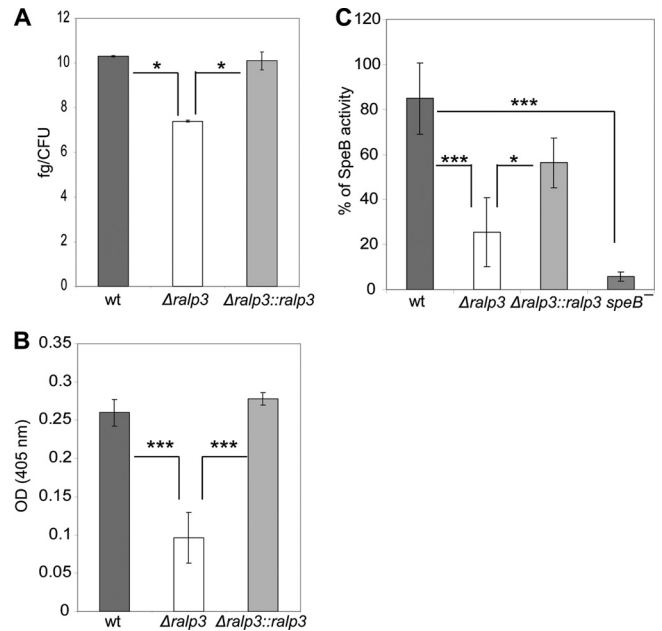 A
fg/CFU
12
10
8
6
4
2
0
* *
wt Δralp3 Δralp3::ralp3
B
OD (405 nm)
0.35
0.3
0.25
0.2
0.15
0.1
0.05
0
*** ***
wt Δralp3 Δralp3::ralp3
C
% of SpeB activity
120
100
80
60
40
20
0
***
*** *
wt Δralp3 Δralp3::ralp3 speB−